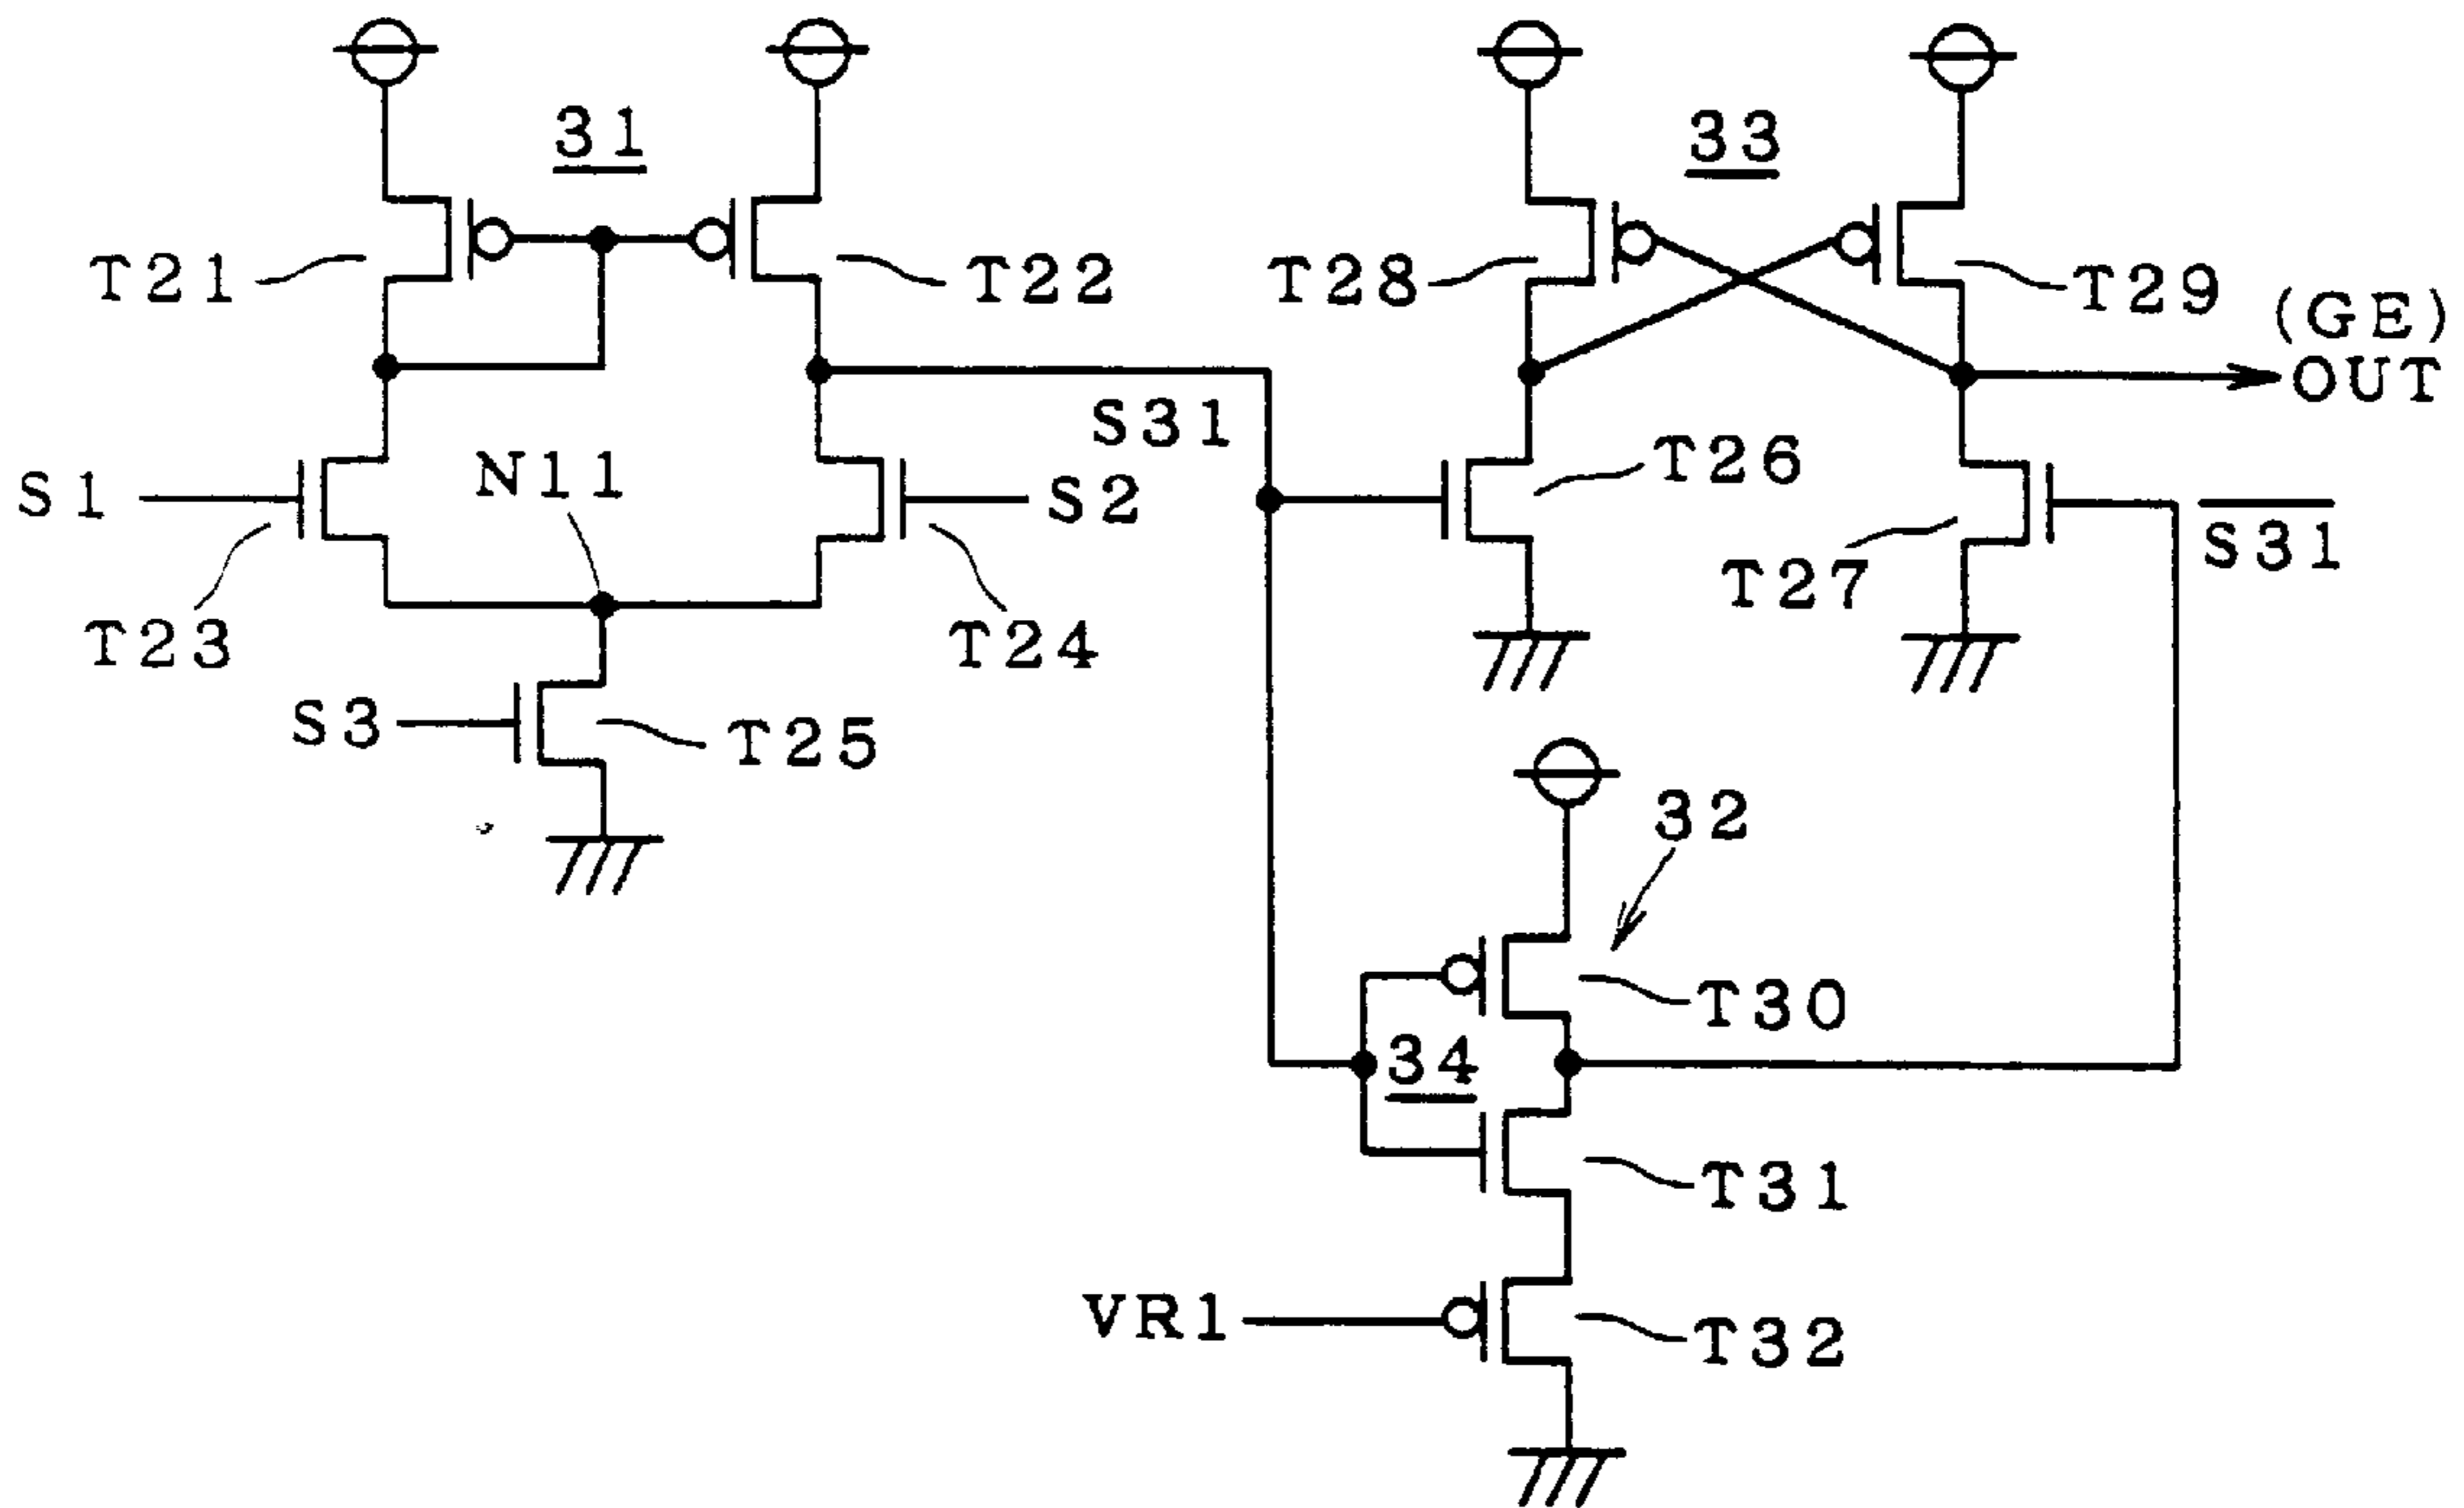 31
33
T21
T22
T28
T29
(GE)
OUT
S31
S1
N11
S2
T26
S31
T27
T23
T24
S3
T25
32
T30
34
T31
VR1
T32